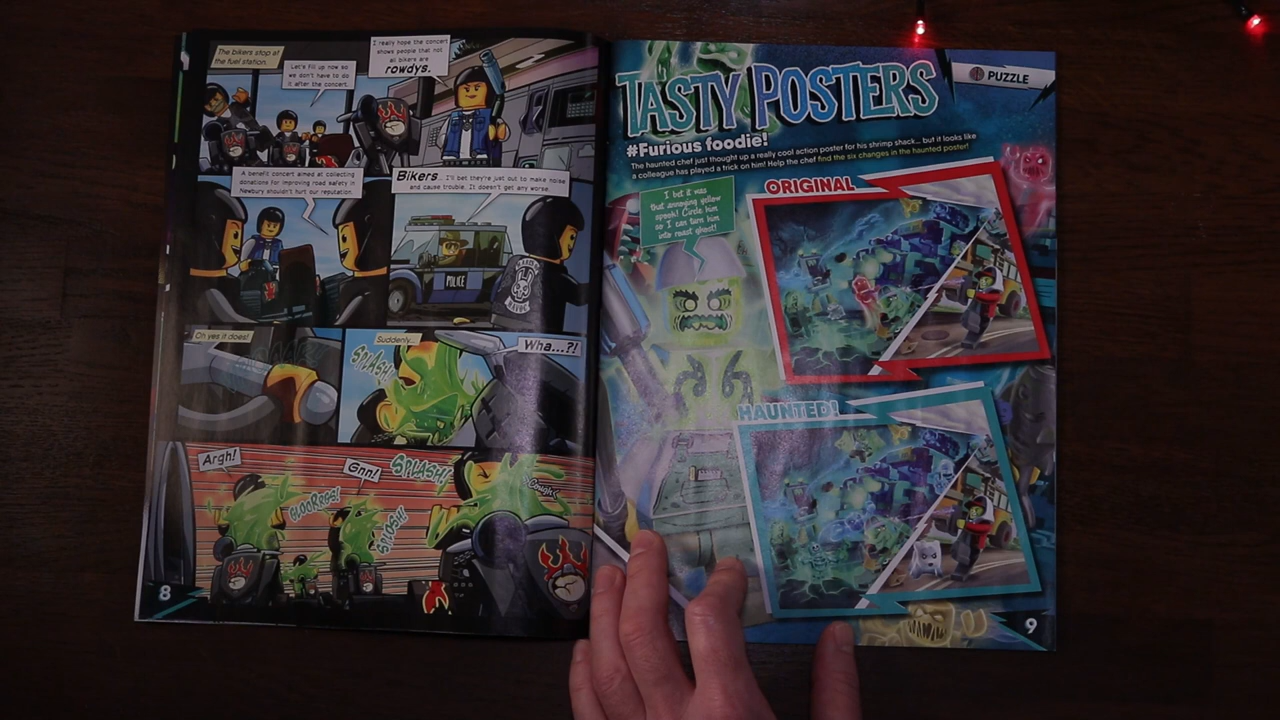 The bikers stop at
the fuel station.
Let's fill up now so
we don't have to do
it after the concert.
I really hope the concert
shows people that not
all bikers are
rowdys.
A benefit concert aimed at collecting
donations for improving road safety in
Newbury shouldn't hurt our reputation.
Bikers... I'll bet they're just out to make noise
and cause trouble. It doesn't get any worse.
POLICE
Oh yes it does!
Suddenly...
SPLASH!
Wha...?!
Argh!
GLOORRGS!
Gnn!
SPLOSH!
SPLASH!
Cough
8
TASTY POSTERS
PUZZLE
#Furious foodie!
The haunted chef just thought up a really cool action poster for his shrimp shack... but it looks like
a colleague has played a trick on him! Help the chef find the six changes in the haunted poster!
I bet it was
that annoying yellow
spook! Circle him
so I can turn him
into roast ghost!
ORIGINAL
HAUNTED!
9